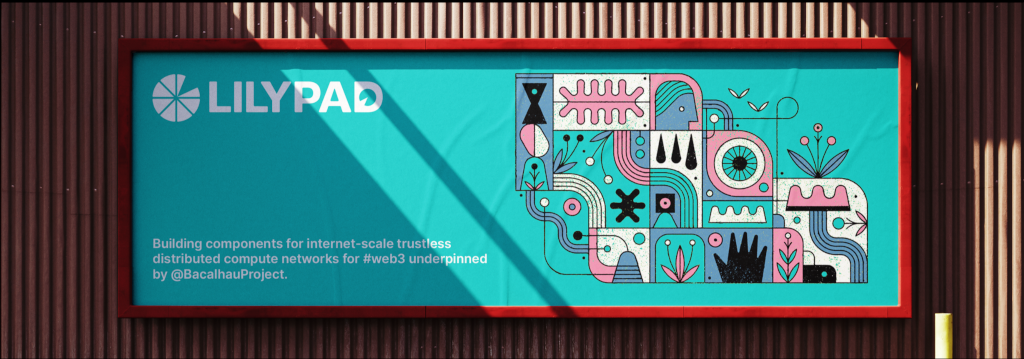 LILYPAD
Building components for internet-scale trustless
distributed compute networks for #web3 underpinned
by @BacalhauProject.